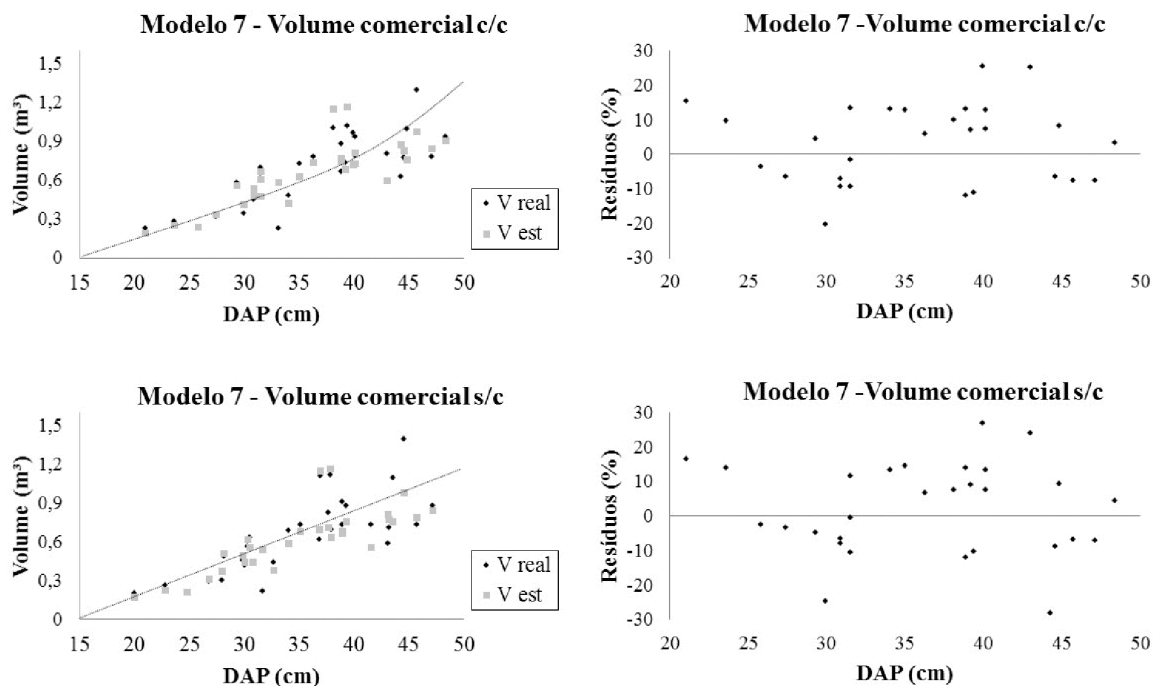 Modelo 7 - Volume comercial c/c
Volume (m³)
1,5
1,2
0,9
0,6
0,3
0
15 20 25 30 35 40 45 50
DAP (cm)
V real
V est
Modelo 7 -Volume comercial c/c
Resíduos (%)
30
20
10
0
-10
-20
-30
20 25 30 35 40 45 50
DAP (cm)
Modelo 7 - Volume comercial s/c
Volume (m³)
1,5
1,2
0,9
0,6
0,3
0
15 20 25 30 35 40 45 50
DAP (cm)
V real
V est
Modelo 7 -Volume comercial s/c
Resíduos (%)
30
20
10
0
-10
-20
-30
20 25 30 35 40 45 50
DAP (cm)